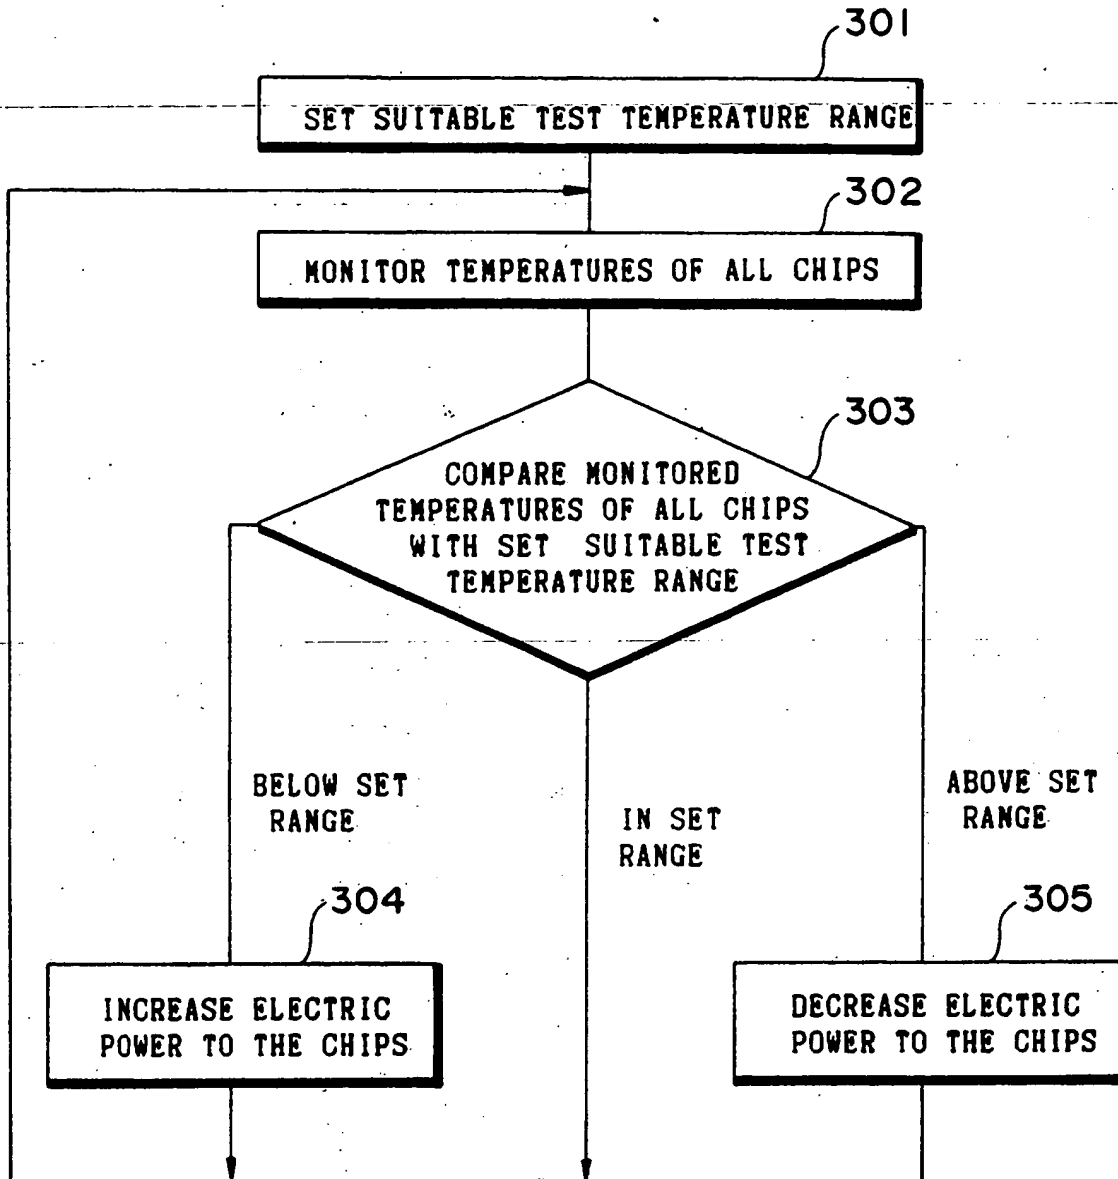 301
SET SUITABLE TEST TEMPERATURE RANGE
302
MONITOR TEMPERATURES OF ALL CHIPS
303
COMPARE MONITORED
TEMPERATURES OF ALL CHIPS
WITH SET SUITABLE TEST
TEMPERATURE RANGE
BELOW SET
RANGE
IN SET
RANGE
ABOVE SET
RANGE
304
INCREASE ELECTRIC
POWER TO THE CHIPS
305
DECREASE ELECTRIC
POWER TO THE CHIPS